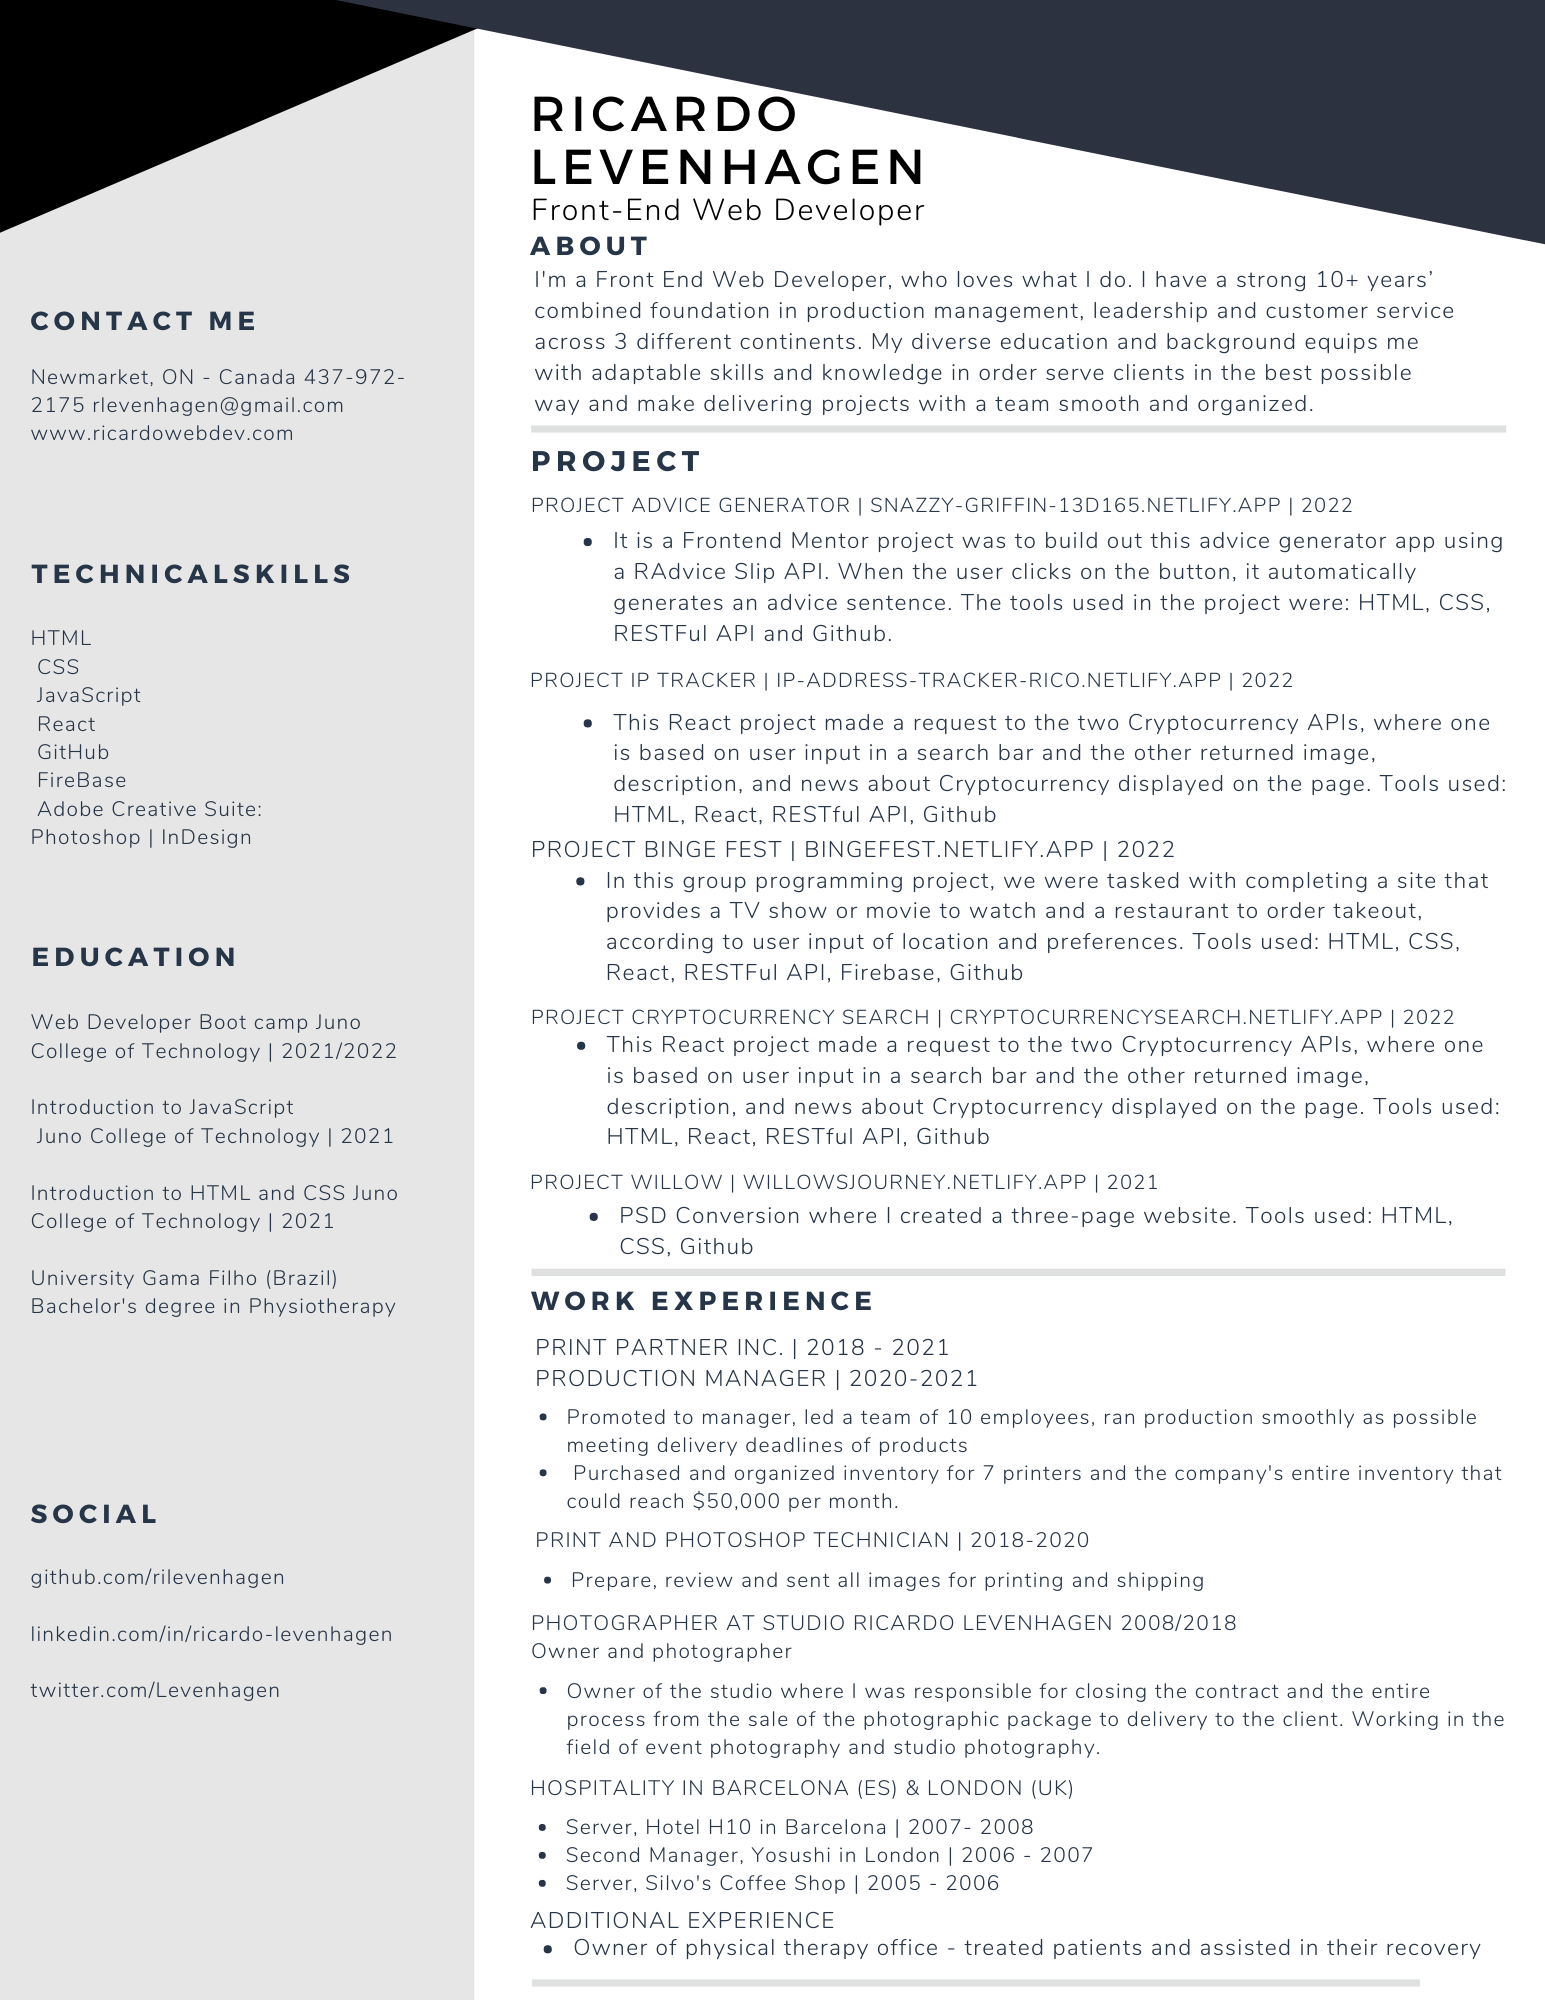 RICARDO
LEVENHAGEN
Front-End Web Developer
ABOUT
I'm a Front End Web Developer, who loves what I do. I have a strong 10+ years’
combined foundation in production management, leadership and customer service
across 3 different continents. My diverse education and background equips me
with adaptable skills and knowledge in order serve clients in the best possible
way and make delivering projects with a team smooth and organized.
CONTACT ME
Newmarket, ON - Canada 437-972-
2175 rlevenhagen@gmail.com
www.ricardowebdev.com
TECHNICALSKILLS
HTML
CSS
JavaScript
React
GitHub
FireBase
Adobe Creative Suite:
Photoshop | InDesign
EDUCATION
Web Developer Boot camp Juno
College of Technology | 2021/2022
Introduction to JavaScript
Juno College of Technology | 2021
Introduction to HTML and CSS Juno
College of Technology | 2021
University Gama Filho (Brazil)
Bachelor's degree in Physiotherapy
SOCIAL
github.com/rilevenhagen
linkedin.com/in/ricardo-levenhagen
twitter.com/Levenhagen
PROJECT
PROJECT ADVICE GENERATOR | SNAZZY-GRIFFIN-13D165.NETLIFY.APP | 2022
• It is a Frontend Mentor project was to build out this advice generator app using
a RAdvice Slip API. When the user clicks on the button, it automatically
generates an advice sentence. The tools used in the project were: HTML, CSS,
RESTFul API and Github.
PROJECT IP TRACKER | IP-ADDRESS-TRACKER-RICO.NETLIFY.APP | 2022
• This React project made a request to the two Cryptocurrency APIs, where one
is based on user input in a search bar and the other returned image,
description, and news about Cryptocurrency displayed on the page. Tools used:
HTML, React, RESTful API, Github
PROJECT BINGE FEST | BINGEFEST.NETLIFY.APP | 2022
• In this group programming project, we were tasked with completing a site that
provides a TV show or movie to watch and a restaurant to order takeout,
according to user input of location and preferences. Tools used: HTML, CSS,
React, RESTFul API, Firebase, Github
PROJECT CRYPTOCURRENCY SEARCH | CRYPTOCURRENCYSEARCH.NETLIFY.APP | 2022
• This React project made a request to the two Cryptocurrency APIs, where one
is based on user input in a search bar and the other returned image,
description, and news about Cryptocurrency displayed on the page. Tools used:
HTML, React, RESTful API, Github
PROJECT WILLOW | WILLOWSJOURNEY.NETLIFY.APP | 2021
• PSD Conversion where I created a three-page website. Tools used: HTML,
CSS, Github
WORK EXPERIENCE
PRINT PARTNER INC. | 2018 - 2021
PRODUCTION MANAGER | 2020-2021
• Promoted to manager, led a team of 10 employees, ran production smoothly as possible
meeting delivery deadlines of products
• Purchased and organized inventory for 7 printers and the company's entire inventory that
could reach $50,000 per month.
PRINT AND PHOTOSHOP TECHNICIAN | 2018-2020
• Prepare, review and sent all images for printing and shipping
PHOTOGRAPHER AT STUDIO RICARDO LEVENHAGEN 2008/2018
Owner and photographer
• Owner of the studio where I was responsible for closing the contract and the entire
process from the sale of the photographic package to delivery to the client. Working in the
field of event photography and studio photography.
HOSPITALITY IN BARCELONA (ES) & LONDON (UK)
• Server, Hotel H10 in Barcelona | 2007- 2008
• Second Manager, Yosushi in London | 2006 - 2007
• Server, Silvo's Coffee Shop | 2005 - 2006
ADDITIONAL EXPERIENCE
• Owner of physical therapy office - treated patients and assisted in their recovery